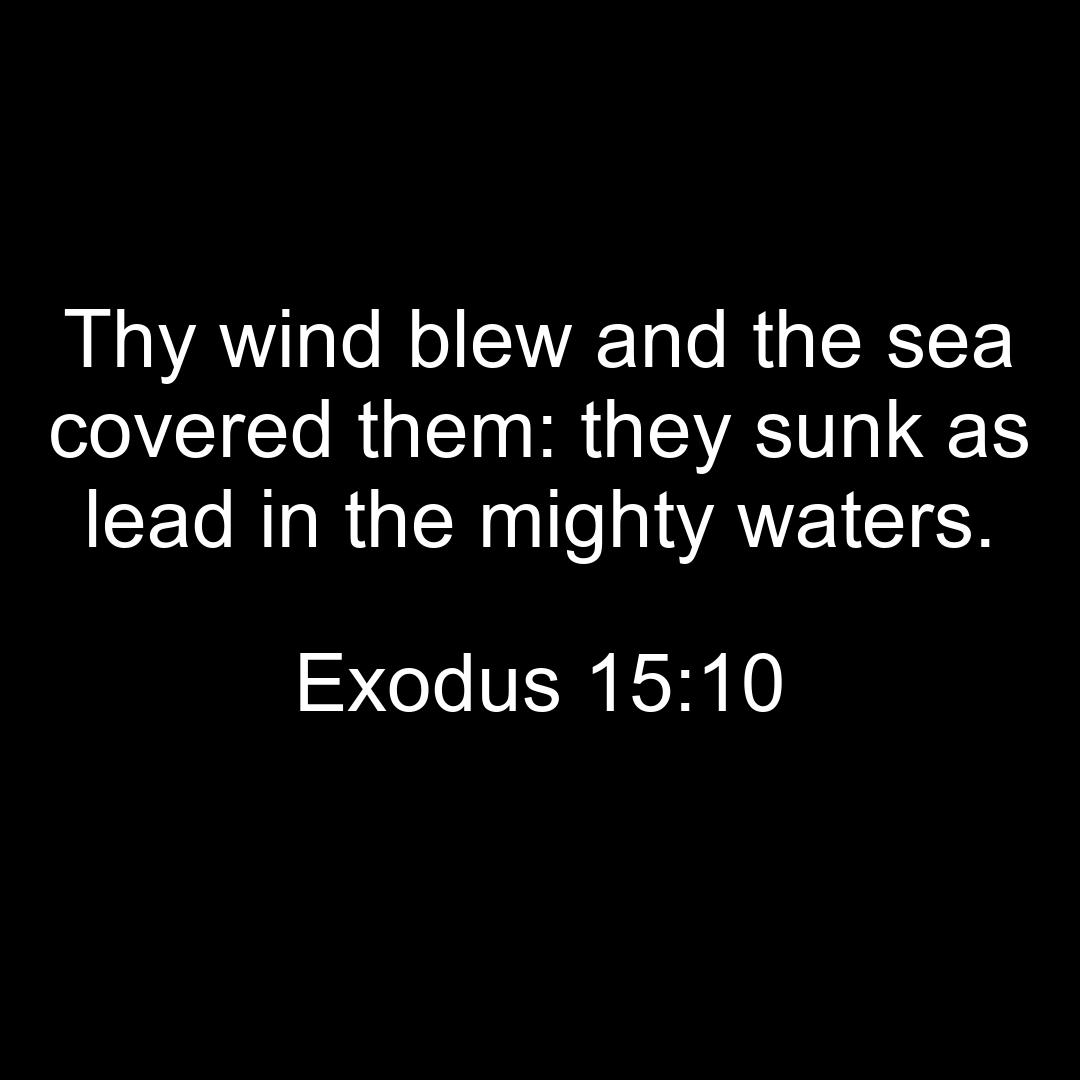 Thy wind blew and the sea
covered them: they sunk as
lead in the mighty waters.
Exodus 15:10